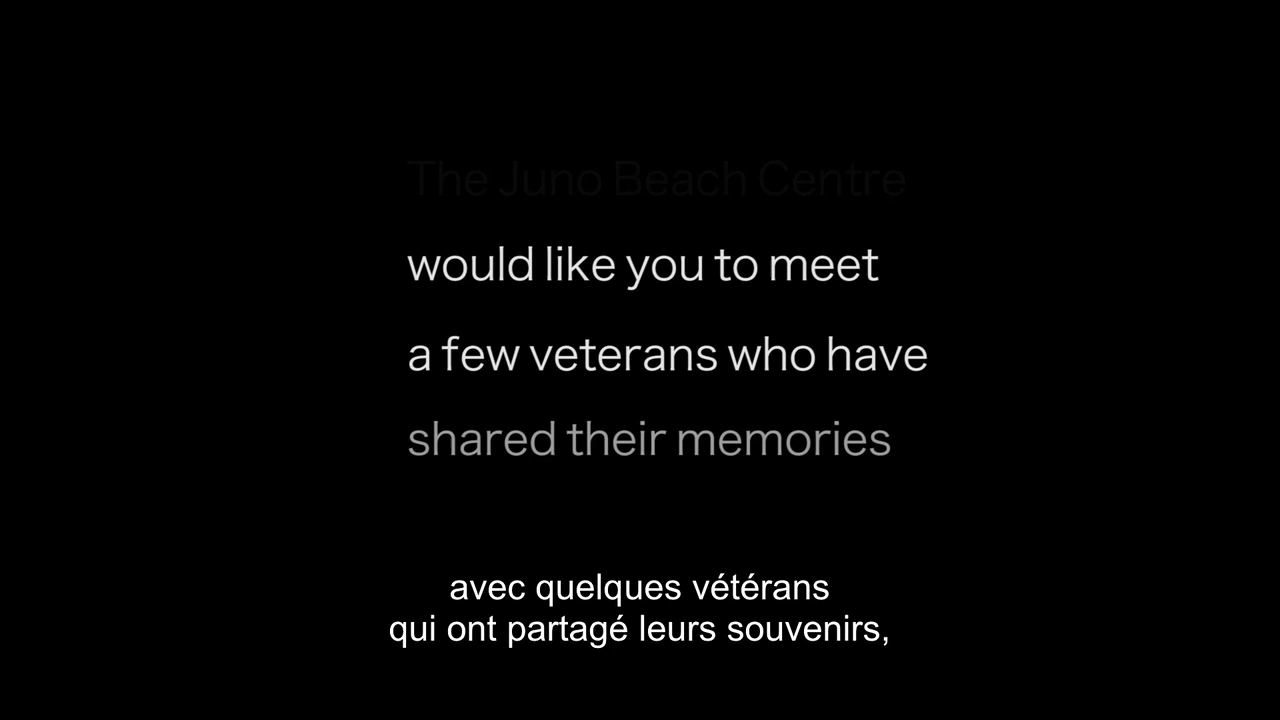 The Juno Beach Centre
would like you to meet
a few veterans who have
shared their memories
avec quelques vétérans
qui ont partagé leurs souvenirs,